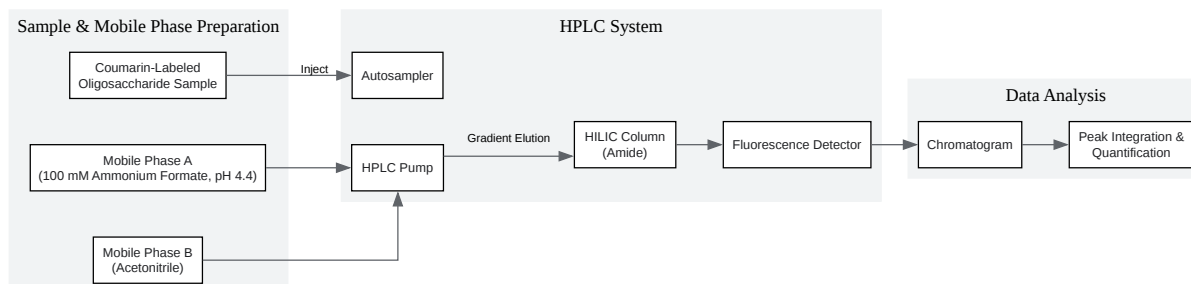 Sample & Mobile Phase Preparation
Coumarin-Labeled
Oligosaccharide Sample
Mobile Phase A
(100 mM Ammonium Formate, pH 4.4)
Mobile Phase B
(Acetonitrile)
Inject
HPLC System
Autosampler
HPLC Pump
Gradient Elution
HILIC Column
(Amide)
Fluorescence Detector
Data Analysis
Chromatogram
Peak Integration &
Quantification